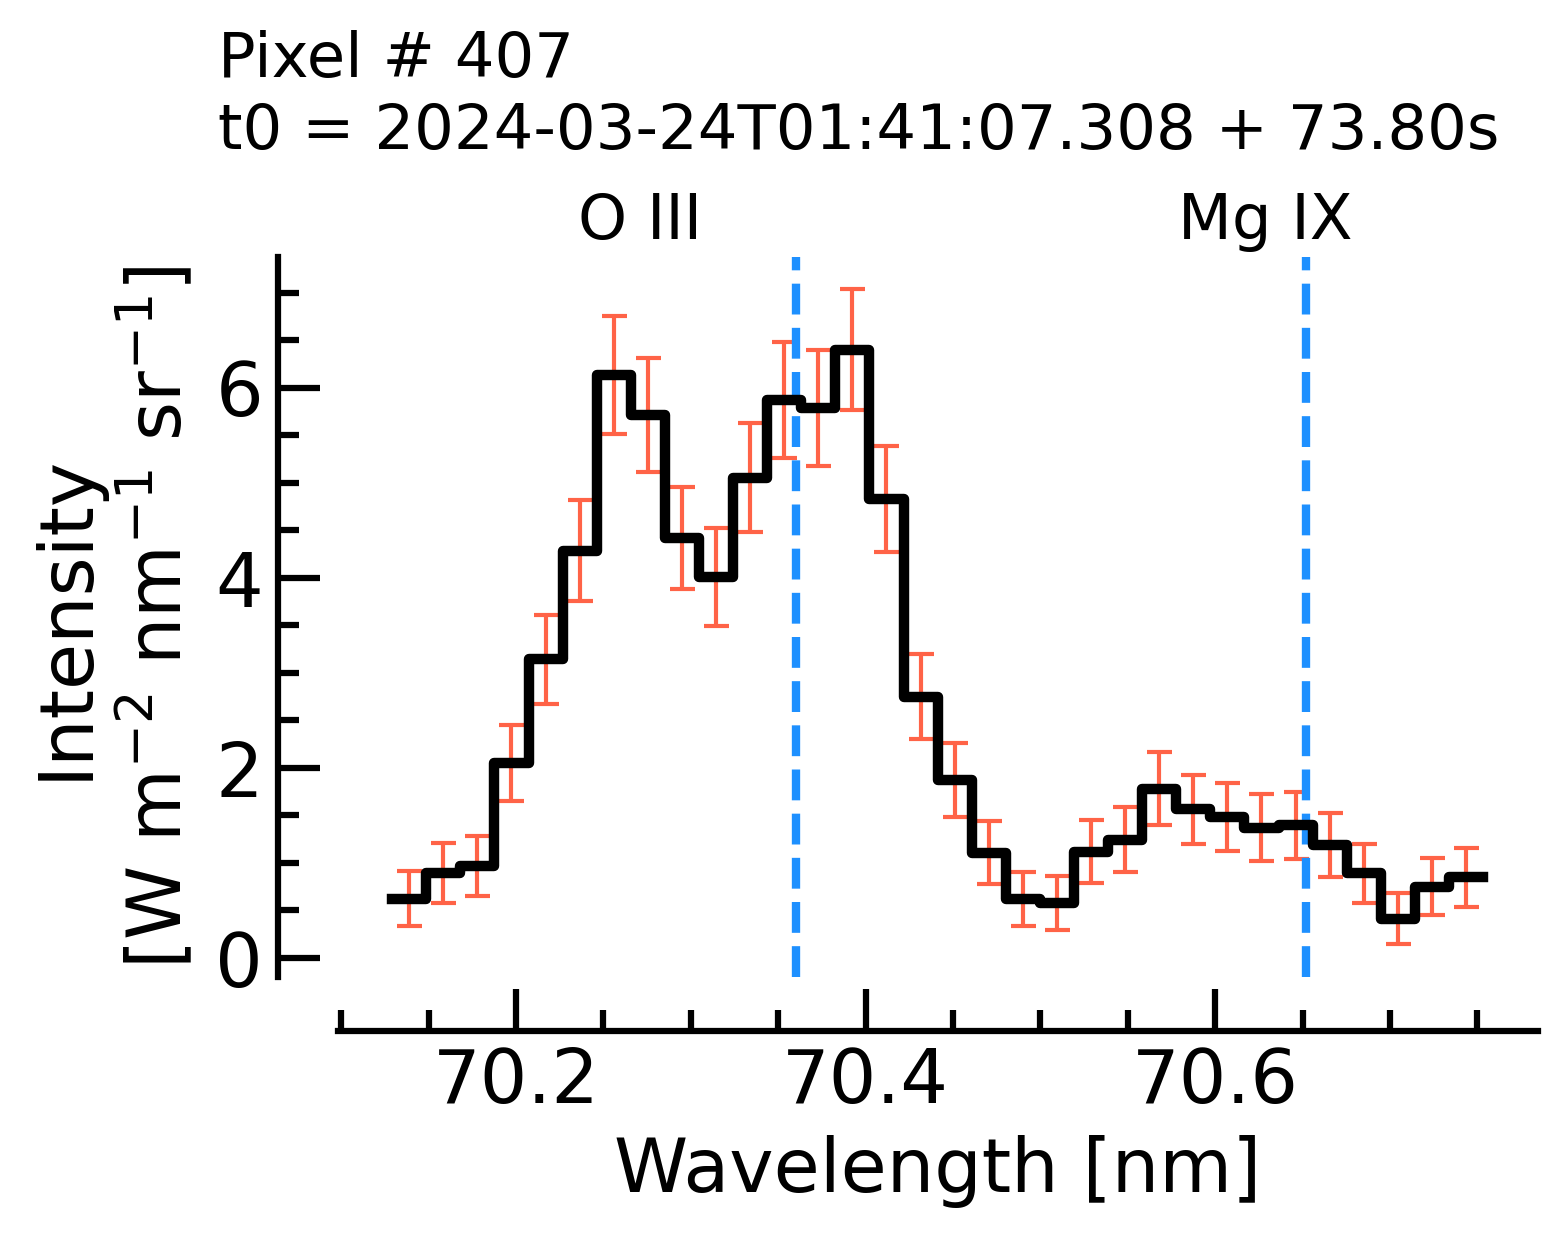 Pixel # 407
t0 = 2024-03-24T01:41:07.308 + 73.80s
O III
Mg IX
Intensity
[W m⁻² nm⁻¹ sr⁻¹]
6
4
2
0
70.2
70.4
70.6
Wavelength [nm]